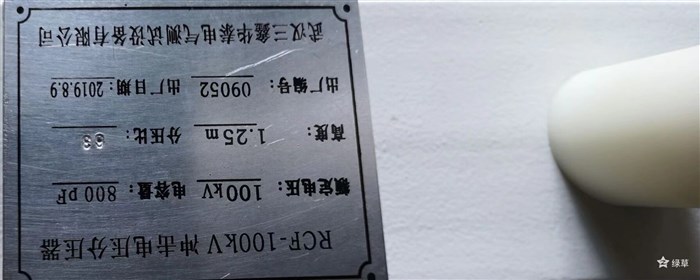 RCF-100kV 冲击电压分压器
额定电压: 100kV 电容量: 800pF
高度: 1.25m 分压比:
出厂编号: 09052 出厂日期: 2019.8.9
武汉三鑫华泰电气测试设备有限公司
绿草